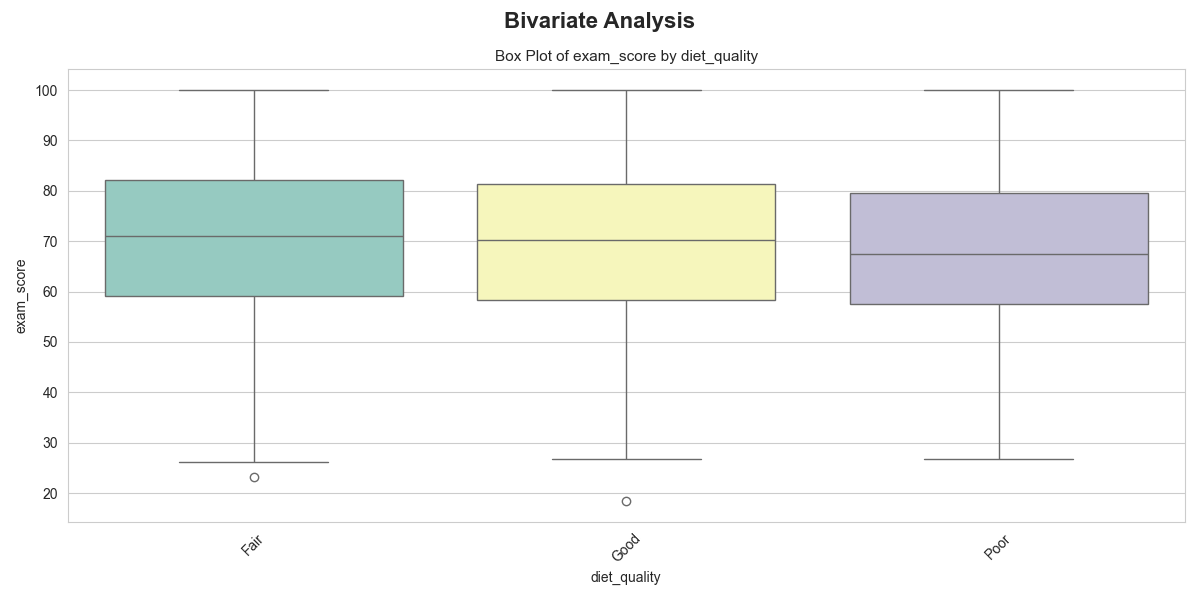 Bivariate Analysis
Box Plot of exam_score by diet_quality
exam_score
100
90
80
70
60
50
40
30
20
Fair
Good
Poor
diet_quality